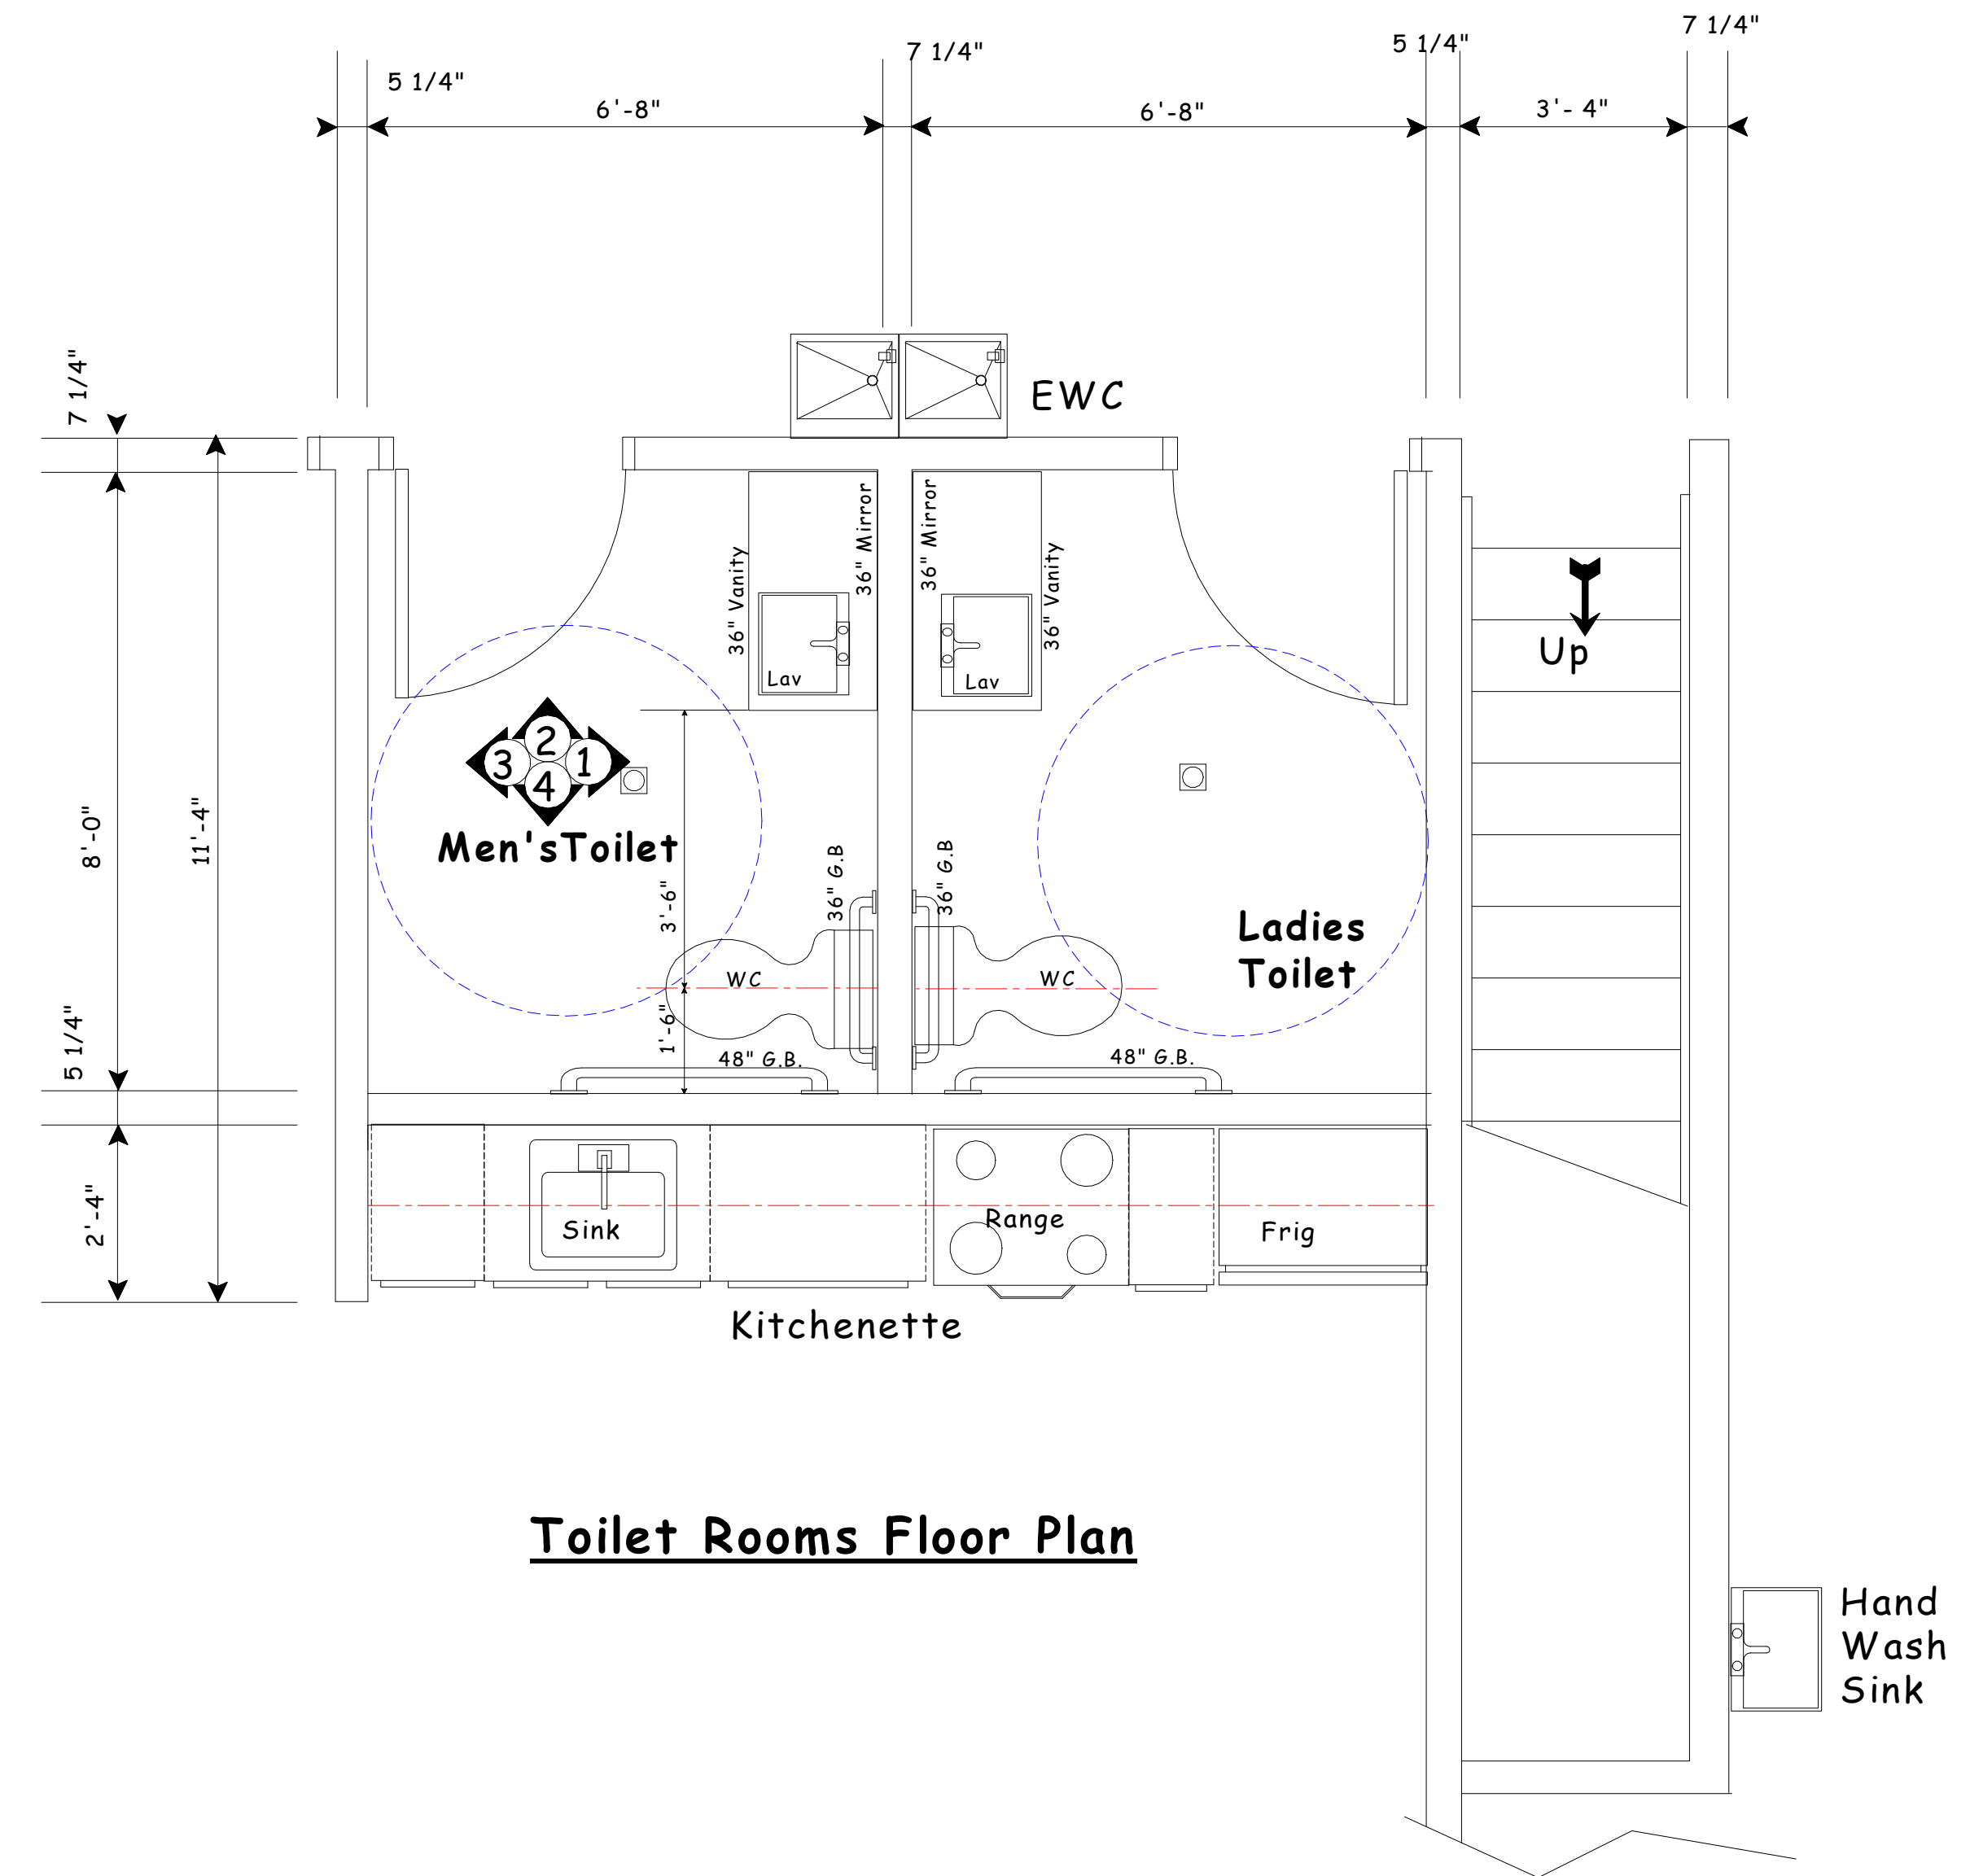 7 1/4"
5 1/4"
7 1/4"
5 1/4"
6'-8"
6'-8"
3'- 4"
7 1/4"
EWC
36" Mirror
36" Mirror
36" Vanity
36" Vanity
Up
Lav
Lav
2
3
1
4
8'-0"
11'-4"
Men'sToilet
36" G.B
36" G.B
3'-6"
Ladies
Toilet
WC
WC
1'-6"
5 1/4"
48" G.B.
48" G.B.
2'-4"
Sink
Range
Frig
Kitchenette
Toilet Rooms Floor Plan
Hand
Wash
Sink